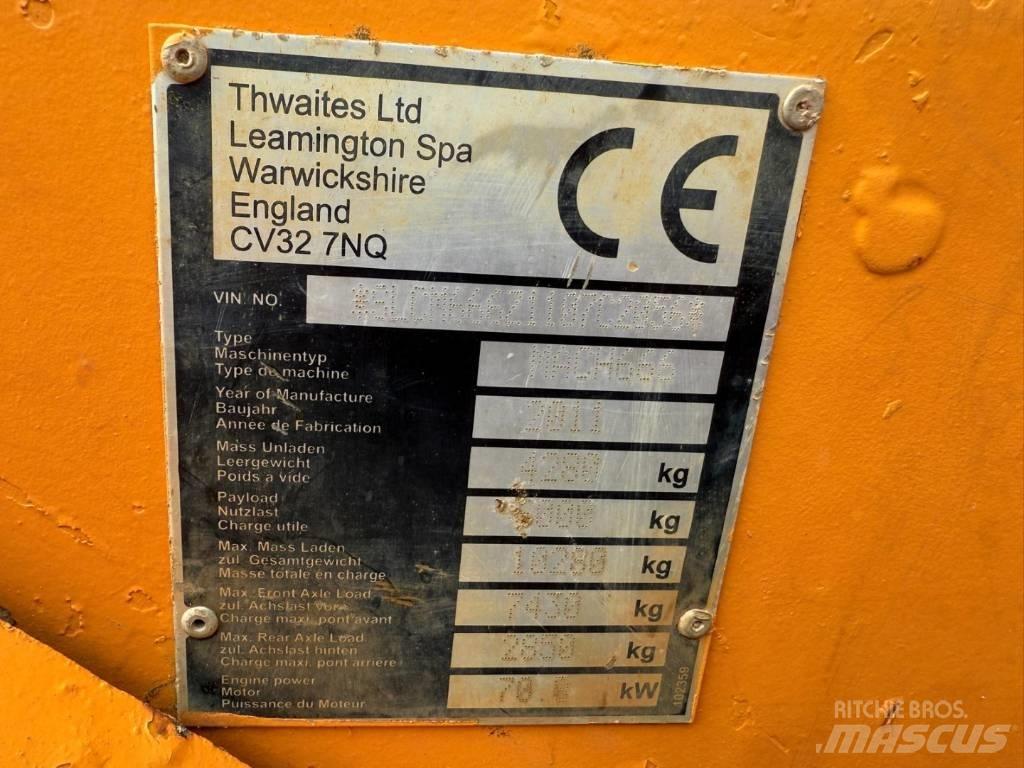 Thwaites Ltd
Leamington Spa
Warwickshire
England
CV32 7NQ
CE
VIN. NO.
Type
Maschinentyp
Type de machine
Year of Manufacture
Baujahr
Année de Fabrication
2011
Mass Unladen
Leergewicht
Poids a vide
4280 kg
Payload
Nutzlast
Charge utile
kg
Max. Mass Laden
zul Gesamtgewicht
Masse totale en charge
10280 kg
Max. Front Axle Load
zul. Achslast vorn
Charge maxi. pont avant
7430 kg
Max. Rear Axle Load
zul. Achslast hinten
Charge maxi. pont arriere
2850 kg
Engine power
Motor
Puissance du Moteur
kW
102359
RITCHIE BROS.
MASCUS